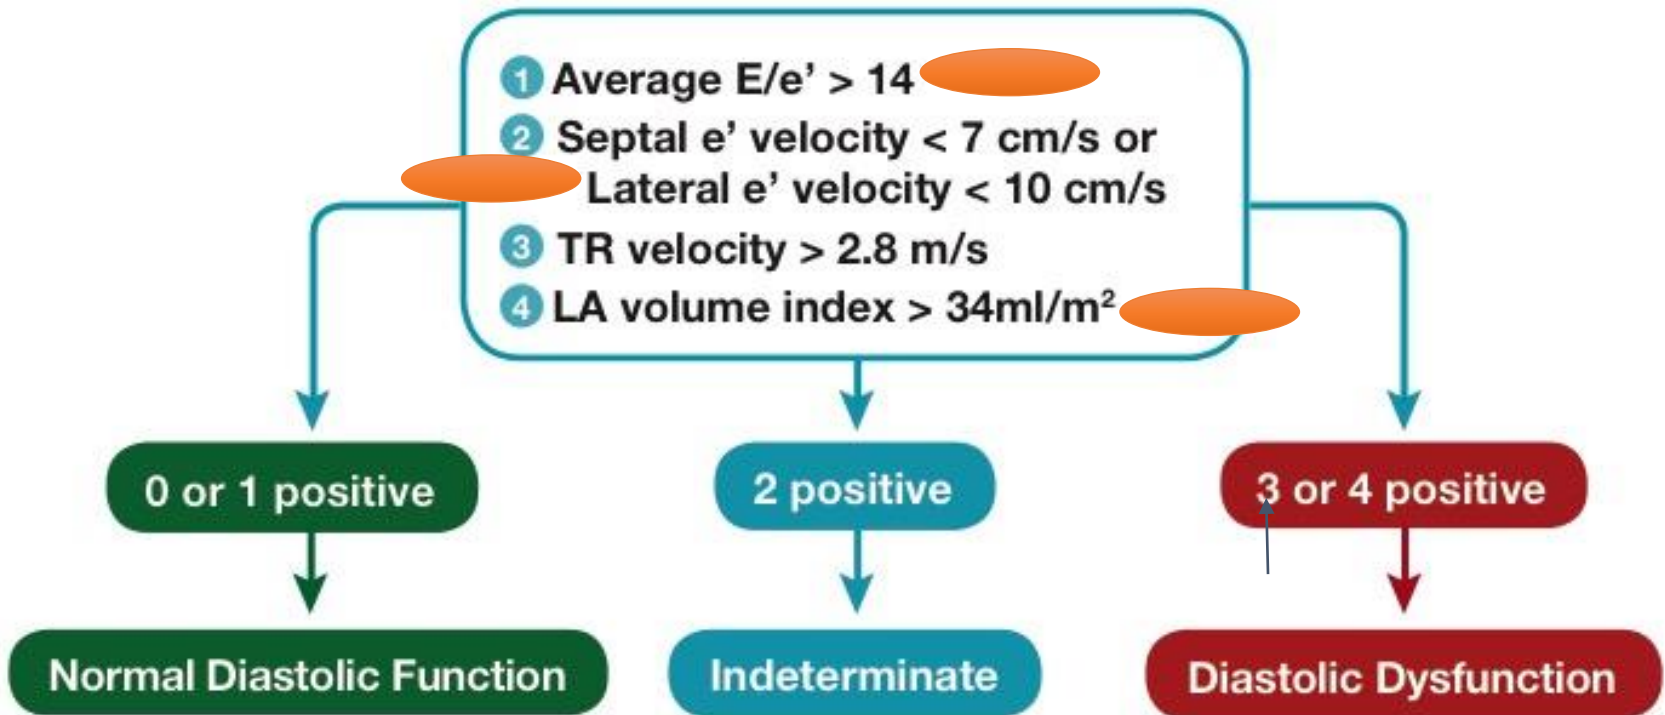 1 Average E/e’ > 14
2 Septal e’ velocity < 7 cm/s or
Lateral e’ velocity < 10 cm/s
3 TR velocity > 2.8 m/s
4 LA volume index > 34ml/m²
0 or 1 positive
2 positive
3 or 4 positive
Normal Diastolic Function
Indeterminate
Diastolic Dysfunction